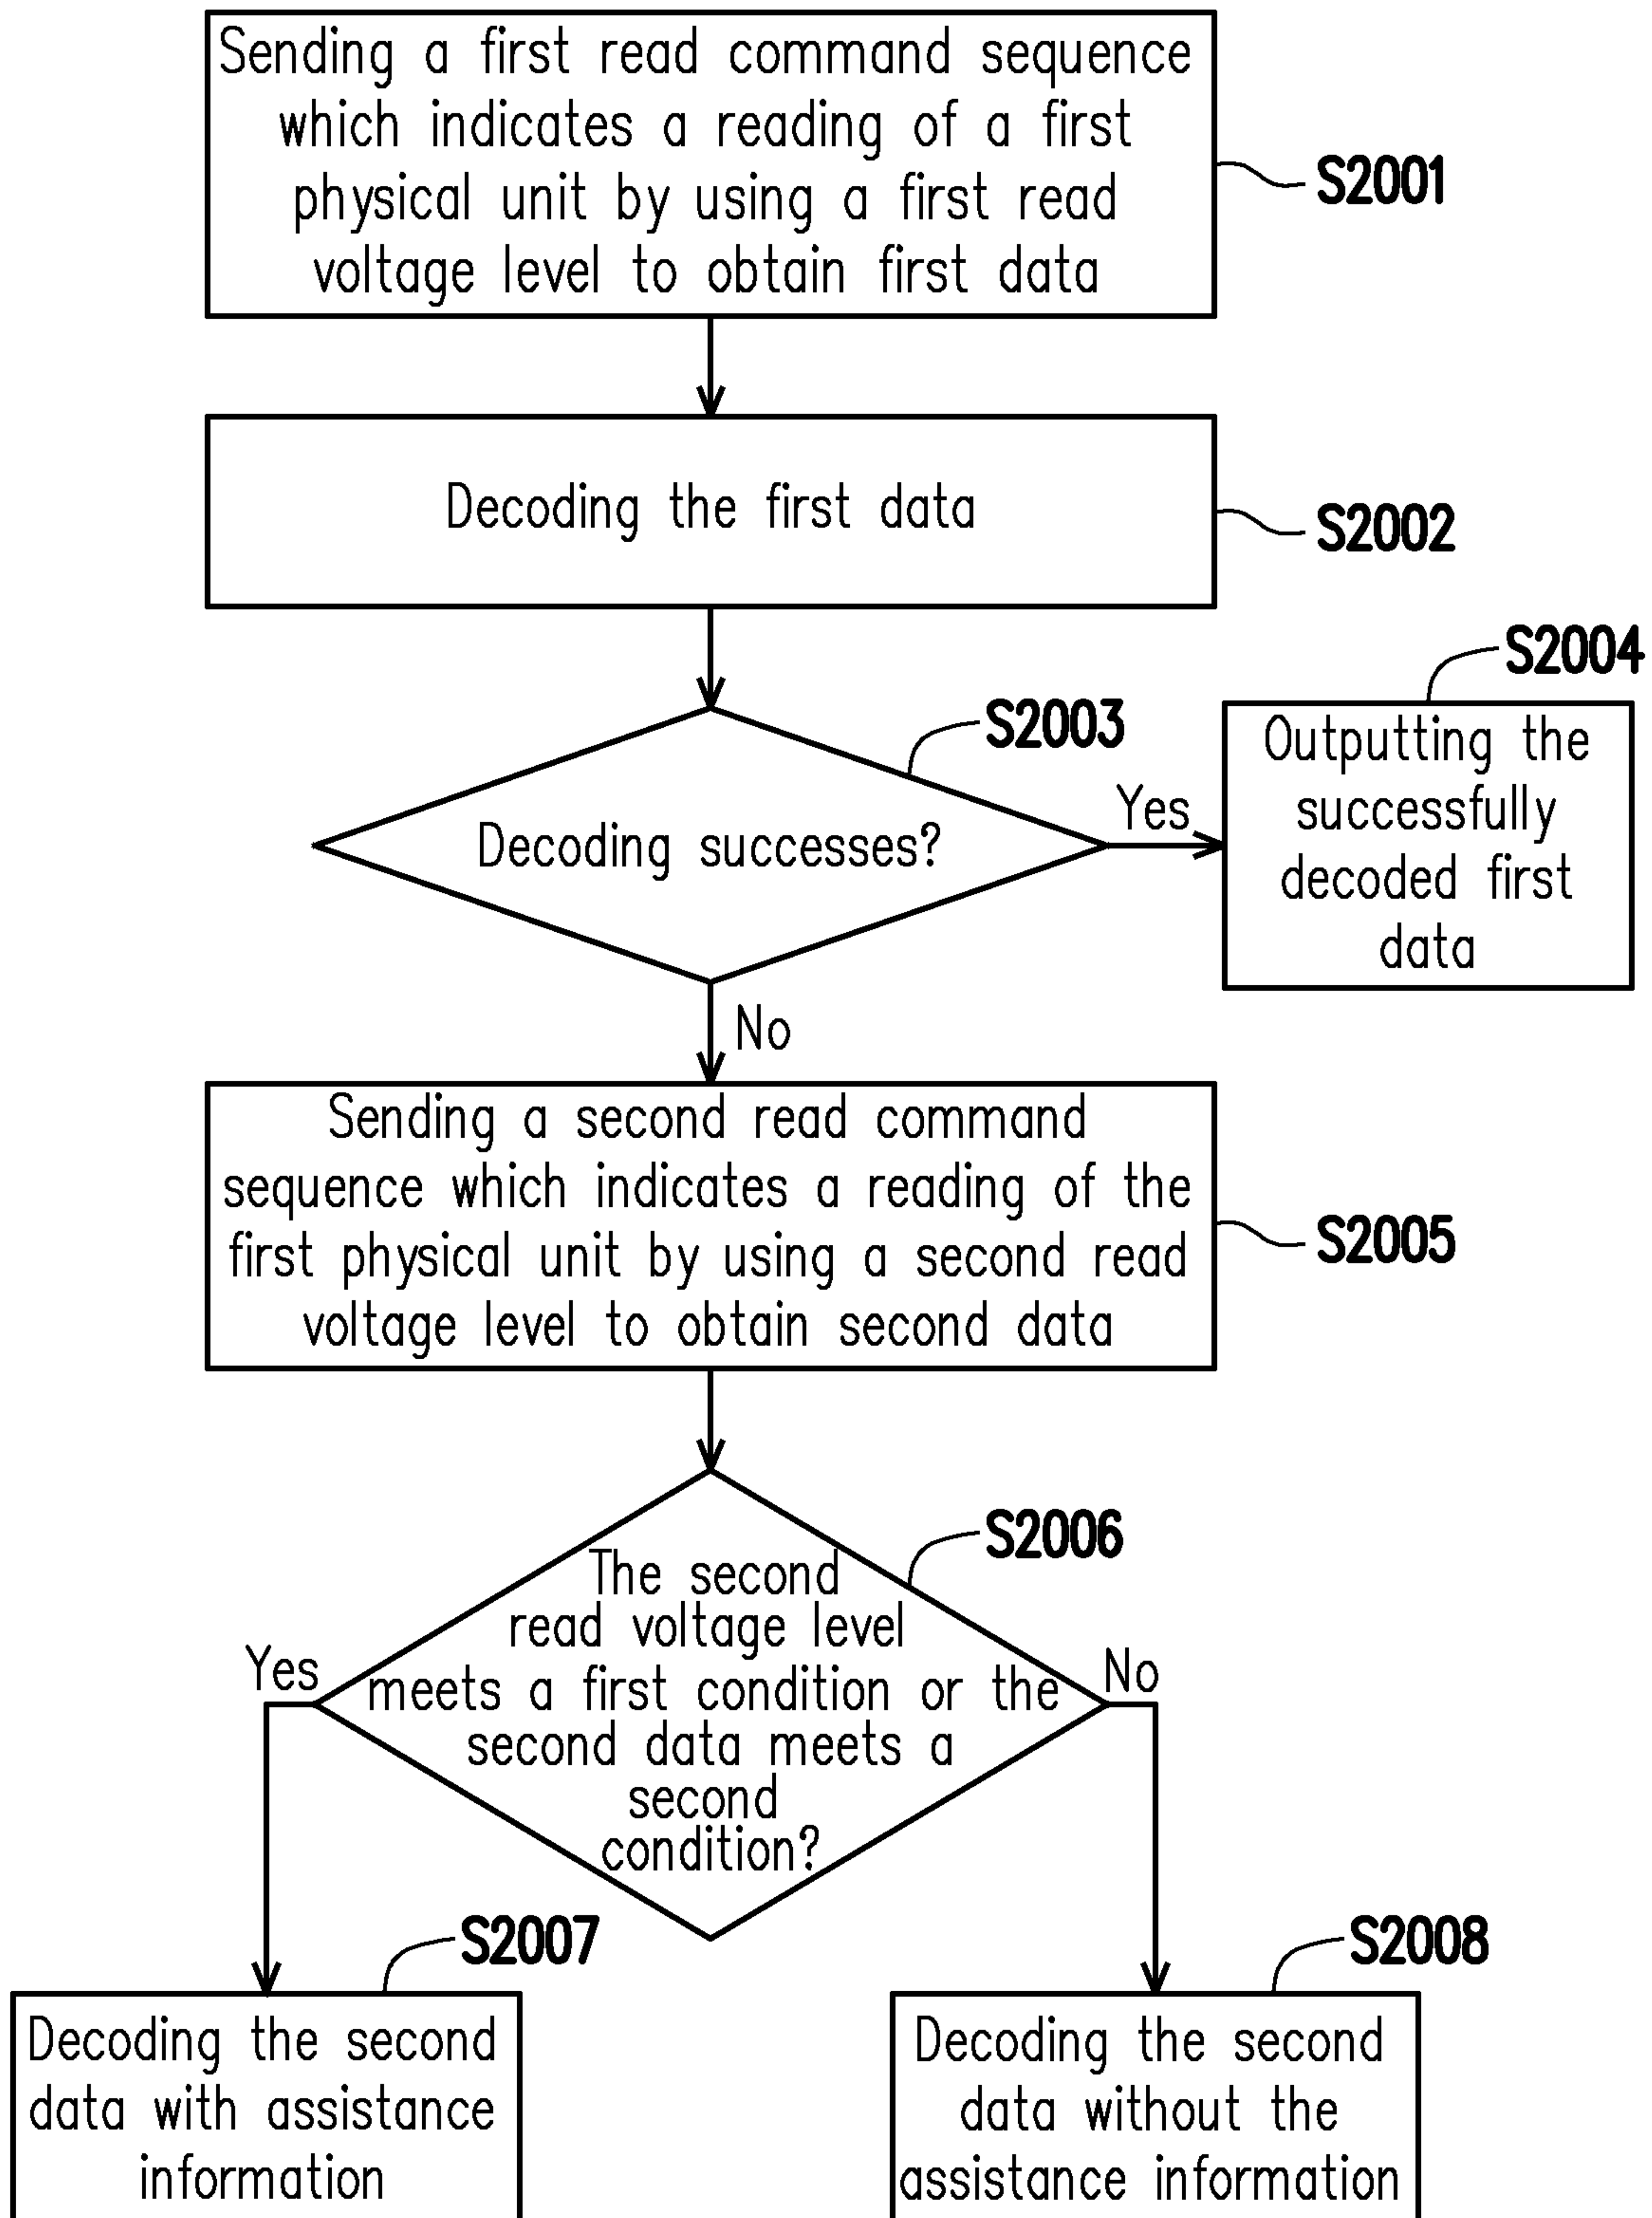 Sending a first read command sequence
which indicates a reading of a first
physical unit by using a first read
voltage level to obtain first data
S2001
Decoding the first data
S2002
S2003
Decoding successes?
Yes
S2004
Outputting the
successfully
decoded first
data
No
Sending a second read command
sequence which indicates a reading of the
first physical unit by using a second read
voltage level to obtain second data
S2005
S2006
The second
read voltage level
meets a first condition or the
second data meets a
second
condition?
Yes
No
S2007
Decoding the second
data with assistance
information
S2008
Decoding the second
data without the
assistance information